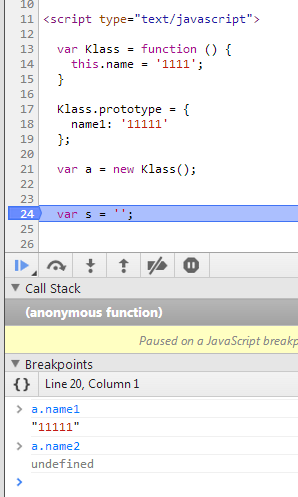 10
11 <script type="text/javascript">
12
13 var Klass = function () {
14 this.name = '1111';
15 }
16
17 Klass.prototype = {
18 name1: '11111'
19 };
20
21 var a = new Klass();
22
23
24 var s = '';
25
26
Call Stack
(anonymous function)
Paused on a JavaScript breakp
Breakpoints
{} Line 20, Column 1
> a.name1
"11111"
> a.name2
undefined
>